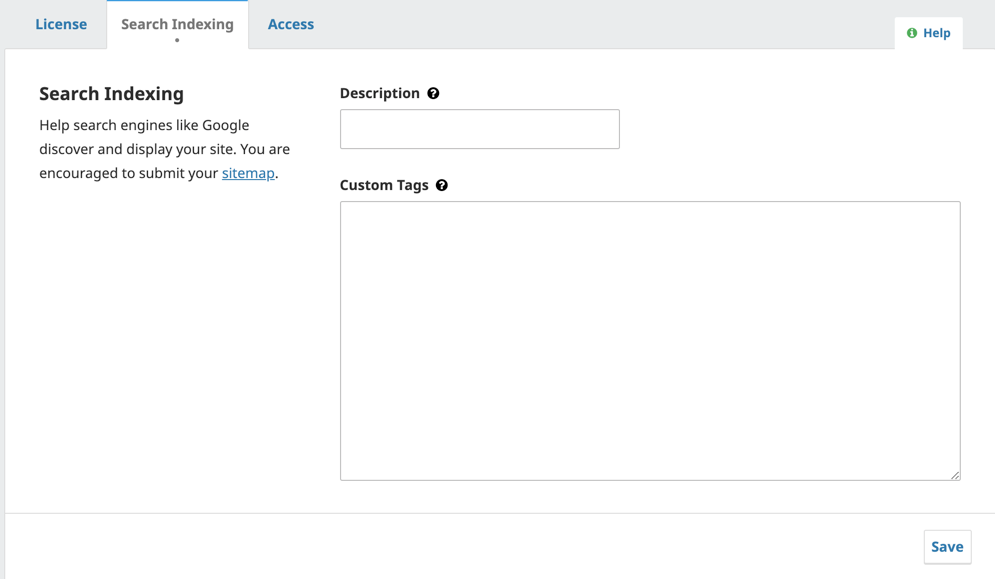 License
Search Indexing
Access
Help
Search Indexing
Help search engines like Google
discover and display your site. You are
encouraged to submit your sitemap.
Description
Custom Tags
Save